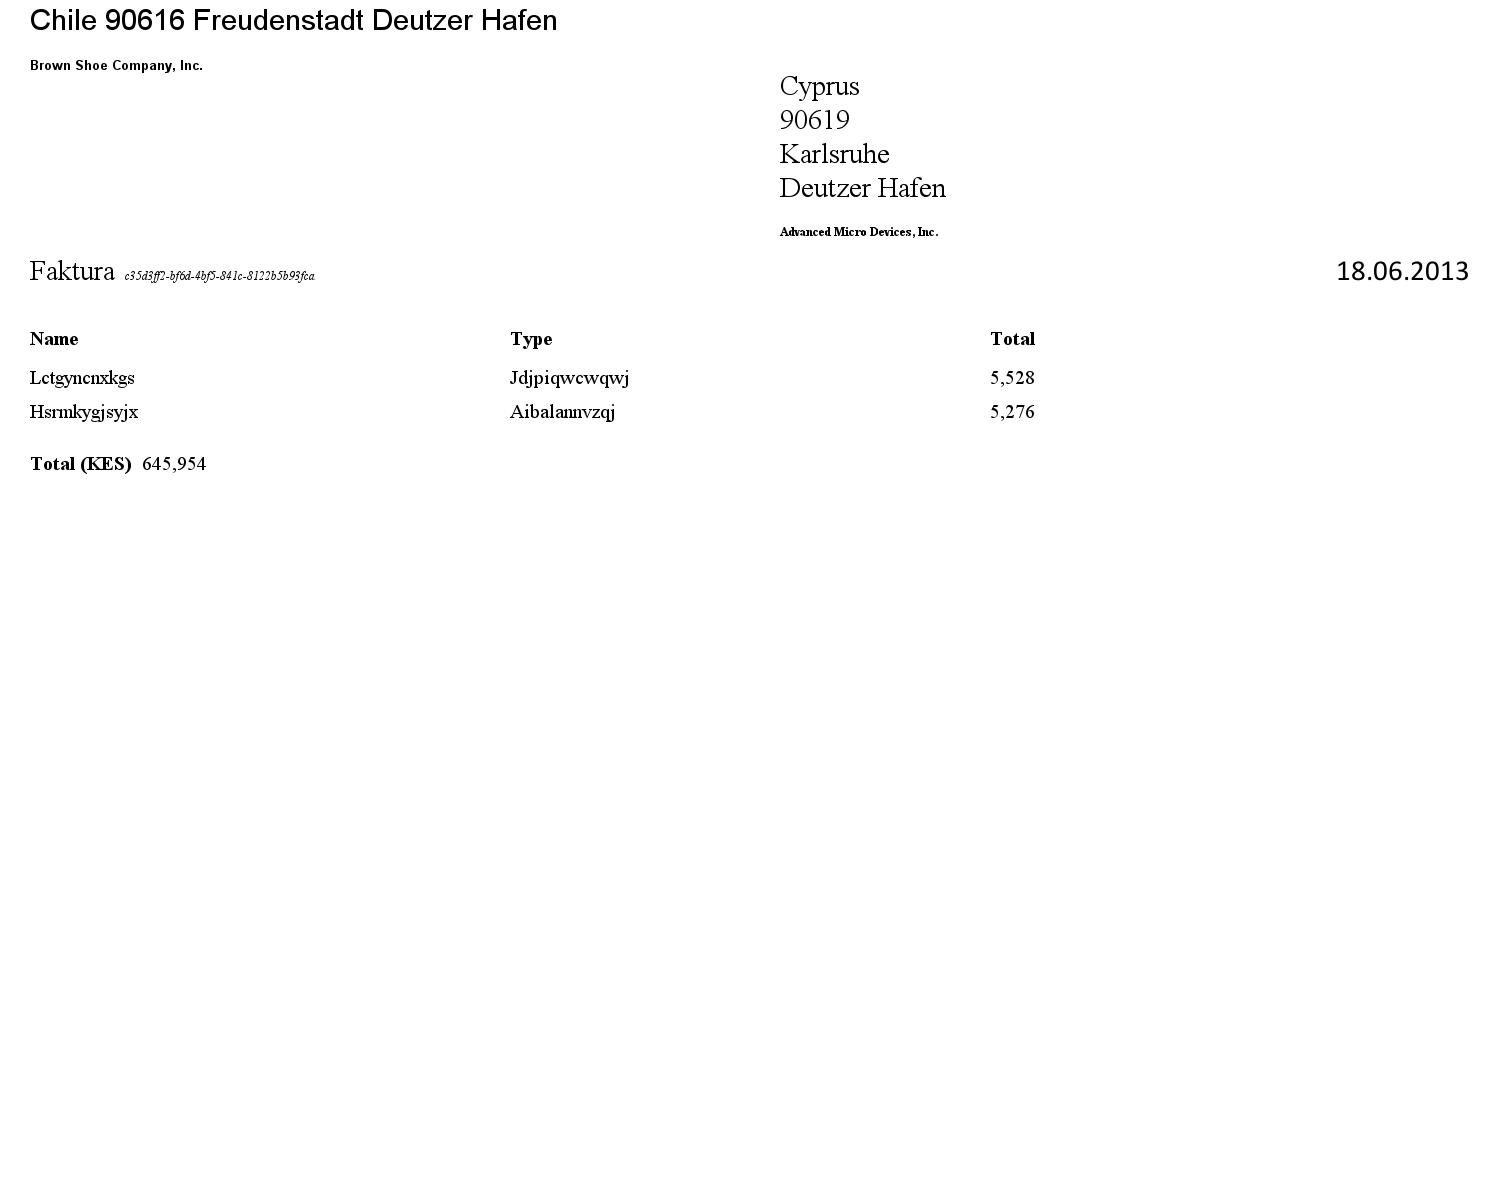 Chile 90616 Freudenstadt Deutzer Hafen
Brown Shoe Company, Inc.
Cyprus
90619
Karlsruhe
Deutzer Hafen
Advanced Micro Devices, Inc.
Faktura c35d3ff2-bf6d-4bf5-841c-8122b5b93fca 18.06.2013
Name Type Total
Lctgyncnxkgs Jdjpiqwcwqwj 5,528
Hsrmkygjsyjx Aibalannvzqj 5,276
Total (KES) 645,954